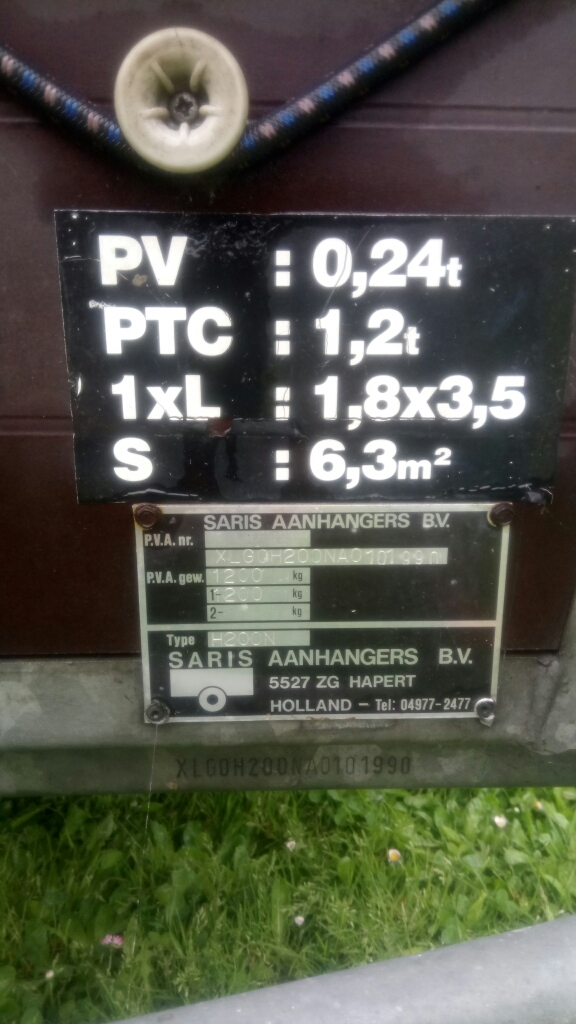 PV : 0,24t
PTC : 1,2t
1xL : 1,8x3,5
S : 6,3m²
SARIS AANHANGERS B.V.
P.V.A. nr.
XLG0H200NA0101990
P.V.A. gew. 1200 kg
1-200 kg
2- kg
Type H200N
SARIS AANHANGERS B.V.
5527 ZG HAPERT
HOLLAND - Tel: 04977-2477
XLG0H200NA0101990